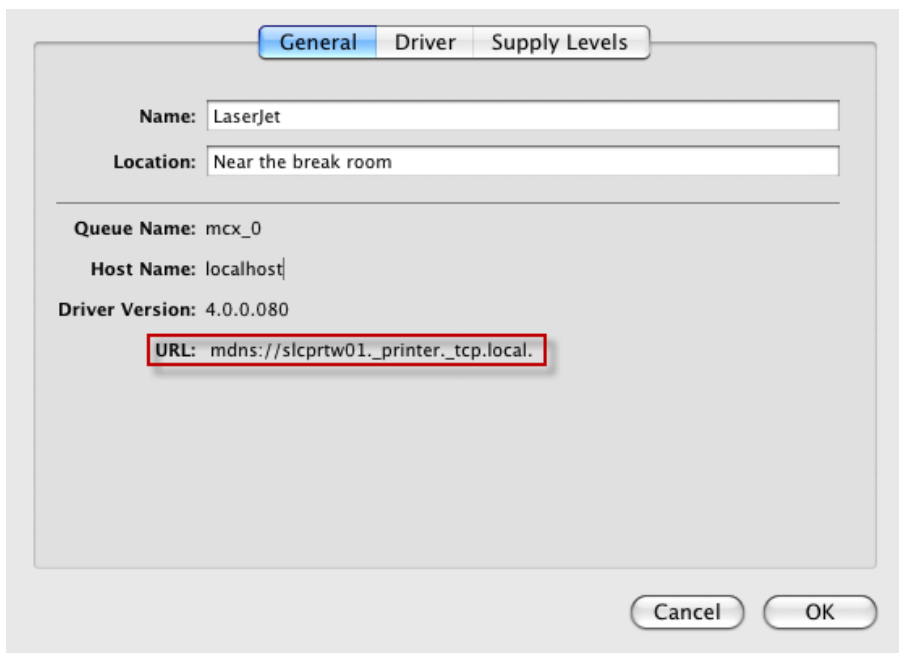 General Driver Supply Levels
Name: LaserJet
Location: Near the break room
Queue Name: mcx_0
Host Name: localhost
Driver Version: 4.0.0.080
URL: mdns://slcprtw01._printer._tcp.local.
Cancel OK